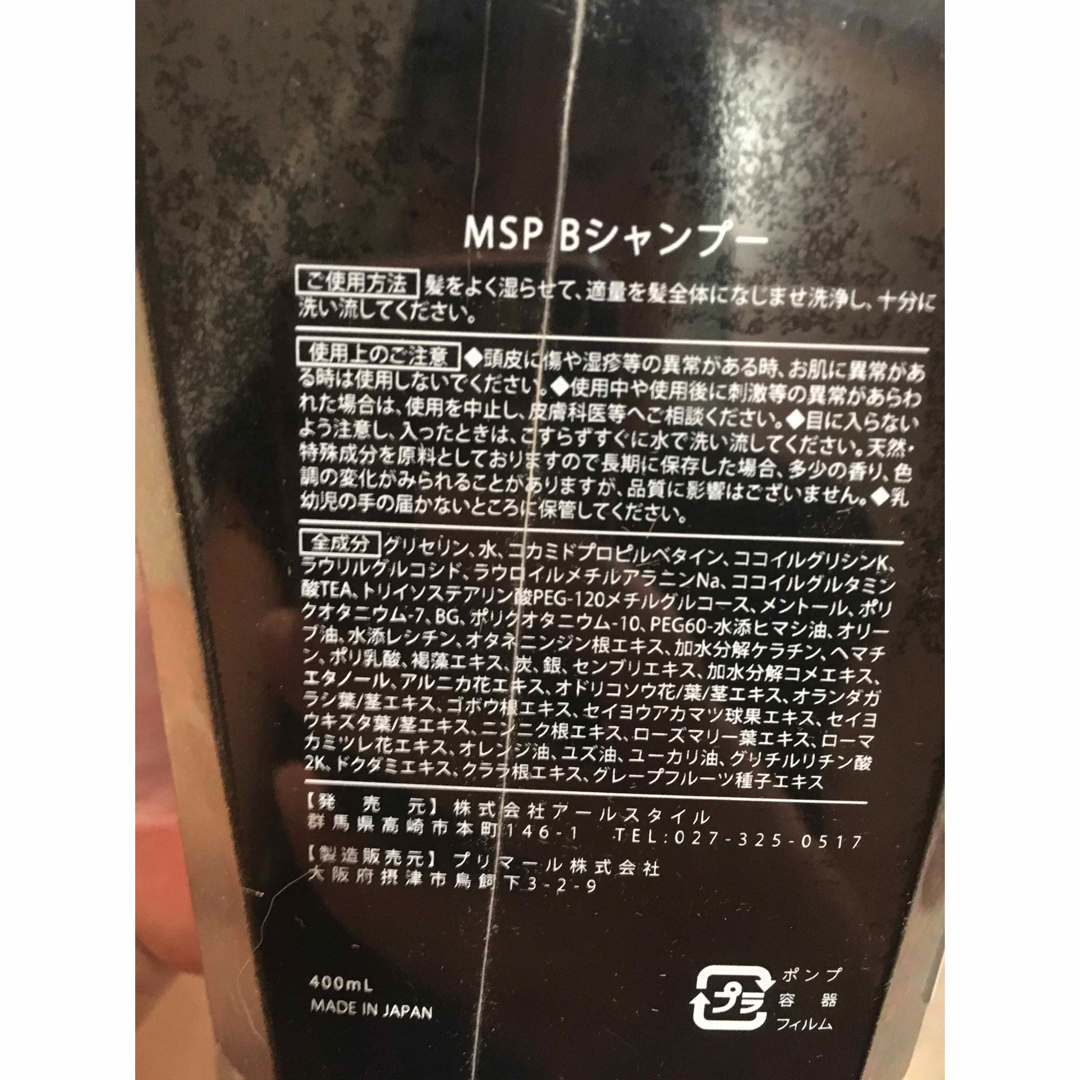 MSP Bシャンプー
ご使用方法 髪をよく湿らせて、適量を髪全体になじませ洗浄し、十分に
洗い流してください。
使用上のご注意 ◆頭皮に傷や湿疹等の異常がある時、お肌に異常があ
る時は使用しないでください。◆使用中や使用後に刺激等の異常があらわ
れた場合は、使用を中止し、皮膚科医等へご相談ください。◆目に入らない
よう注意し、入ったときは、こすらずすぐに水で洗い流してください。天然・
特殊成分を原料としておりますので長期に保存した場合、多少の香り、色
調の変化がみられることがありますが、品質に影響はございません。◆乳
幼児の手の届かないところに保管してください。
全成分 グリセリン、水、コカミドプロピルベタイン、ココイルグリシンK、
ラウリルグルコシド、ラウロイルメチルアラニンNa、ココイルグルタミン
酸TEA、トリイソステアリン酸PEG-120メチルグルコース、メントール、ポリ
クオタニウム-7、BG、ポリクオタニウム-10、PEG60-水添ヒマシ油、オリー
ブ油、水添レシチン、オタネニンジン根エキス、加水分解ケラチン、ヘマチ
ン、ポリ乳酸、褐藻エキス、炭、銀、センブリエキス、加水分解コメエキス、
エタノール、アルニカ花エキス、オドリコソウ花/葉/茎エキス、オランダガ
ラシ葉/茎エキス、ゴボウ根エキス、セイヨウアカマツ球果エキス、セイヨ
ウキズタ葉/茎エキス、ニンニク根エキス、ローズマリー葉エキス、ローマ
カミツレ花エキス、オレンジ油、ユズ油、ユーカリ油、グリチルリチン酸
2K、ドクダミエキス、クララ根エキス、グレープフルーツ種子エキス
【発売元】株式会社アールスタイル
群馬県高崎市本町146-1 TEL:027-325-0517
【製造販売元】プリマール株式会社
大阪府摂津市鳥飼下3-2-9
400mL
MADE IN JAPAN
プラ
ポンプ
容器
フィルム